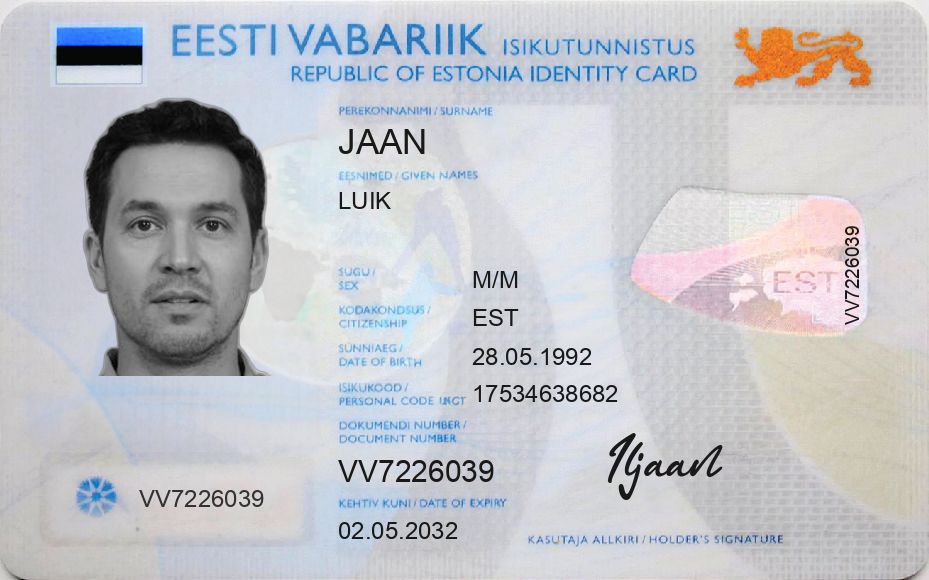 EESTI VABARIIK ISIKUTUNNISTUS
REPUBLIC OF ESTONIA IDENTITY CARD
PEREKONNANIMI / SURNAME
JAAN
EESNIMED / GIVEN NAMES
LUIK
SUGU /
SEX
M/M
KODAKONDSUS /
CITIZENSHIP
EST
SÜNNIAEG /
DATE OF BIRTH
28.05.1992
ISIKUKOOD /
PERSONAL CODE
17534638682
DOKUMENDI NUMBER /
DOCUMENT NUMBER
VV7226039
KEHTIV KUNI / DATE OF EXPIRY
02.05.2032
VV7226039
EST
VV7226039
KASUTAJA ALLKIRI / HOLDER'S SIGNATURE